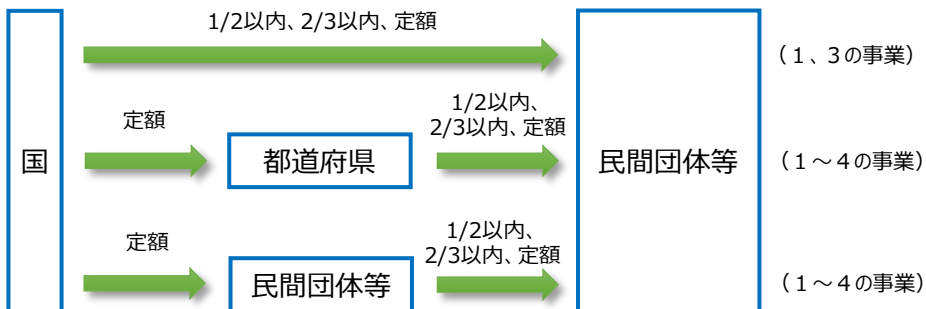 1/2以内、2/3以内、定額
(1、3の事業)
定額
1/2以内、
2/3以内、定額
国
都道府県
民間団体等
(1~4の事業)
定額
1/2以内、
2/3以内、定額
民間団体等
(1~4の事業)